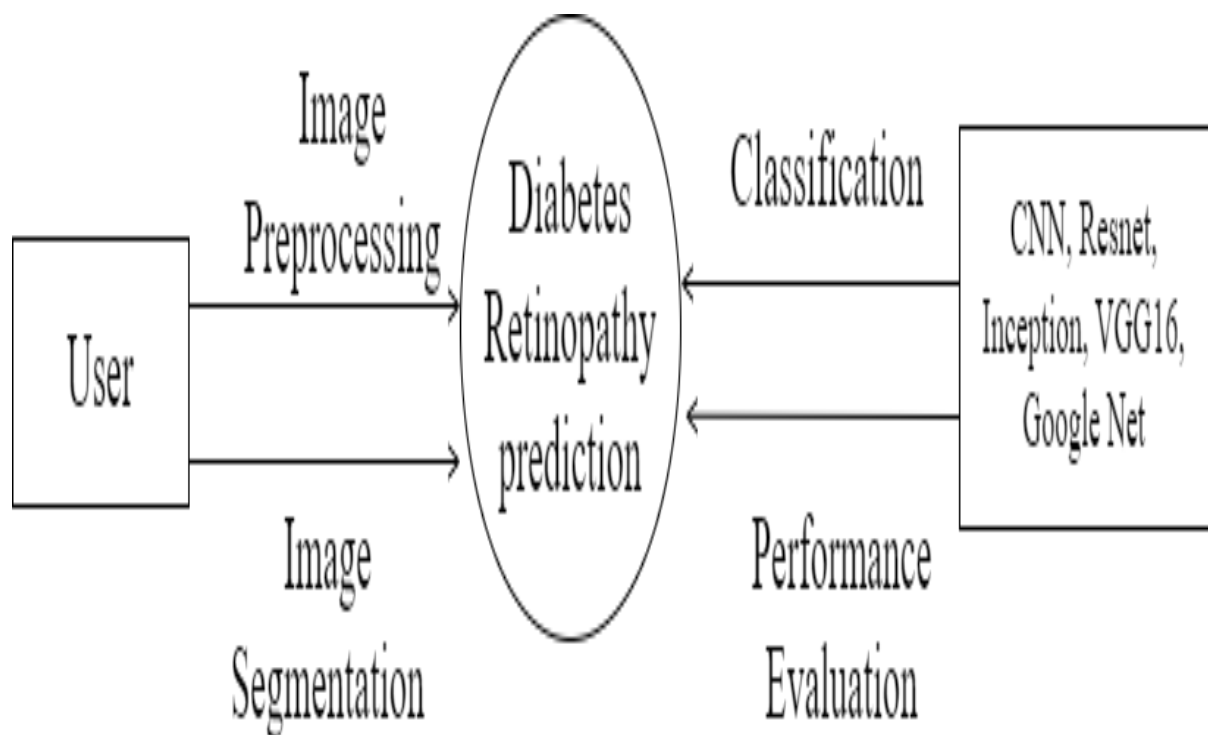 User
Image
Preprocessing
Image
Segmentation
Diabetes
Retinopathy
prediction
Classification
Performance
Evaluation
CNN, Resnet,
Inception, VGG16,
Google Net